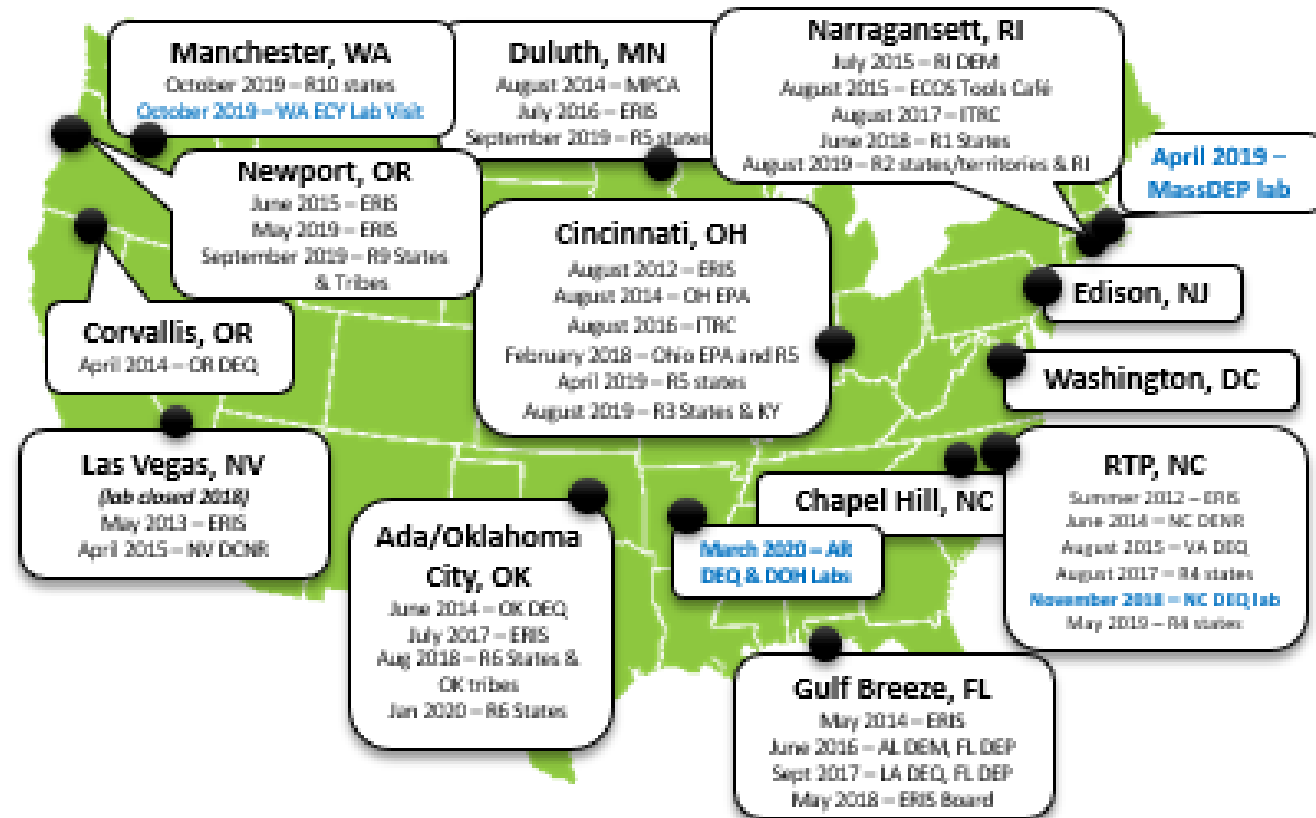 Manchester, WA
October 2019 – R10 states
October 2019 – WA ECY Lab Visit
Duluth, MN
August 2014 – MPCA
July 2016 – ERIS
September 2019 – R5 states
Narragansett, RI
July 2015 – RI DEM
August 2015 – ECOS Tools Café
August 2017 – ITRC
June 2018 – R1 States
August 2019 – R2 states/territories & RI
April 2019 –
MassDEP lab
Newport, OR
June 2015 – ERIS
May 2019 – ERIS
September 2019 – R9 States
& Tribes
Cincinnati, OH
August 2012 – ERIS
August 2014 – OH EPA
August 2016 – ITRC
February 2018 – Ohio EPA and R5
April 2019 – R5 states
August 2019 – R3 States & KY
Edison, NJ
Corvallis, OR
April 2014 – OR DEQ
Washington, DC
Las Vegas, NV
(lab closed 2018)
May 2013 – ERIS
April 2015 – NV DCNR
Ada/Oklahoma
City, OK
June 2014 – OK DEQ
July 2017 – ERIS
Aug 2018 – R6 States &
OK tribes
Jan 2020 – R6 States
Chapel Hill, NC
March 2020 – AR
DEQ & DOH Labs
RTP, NC
Summer 2012 – ERIS
June 2014 – NC DENR
August 2015 – VA DEQ
August 2017 – R4 states
November 2018 – NC DEQ lab
May 2019 – R4 states
Gulf Breeze, FL
May 2014 – ERIS
June 2016 – AL DEM, FL DEP
Sept 2017 – LA DEQ, FL DEP
May 2018 – ERIS Board